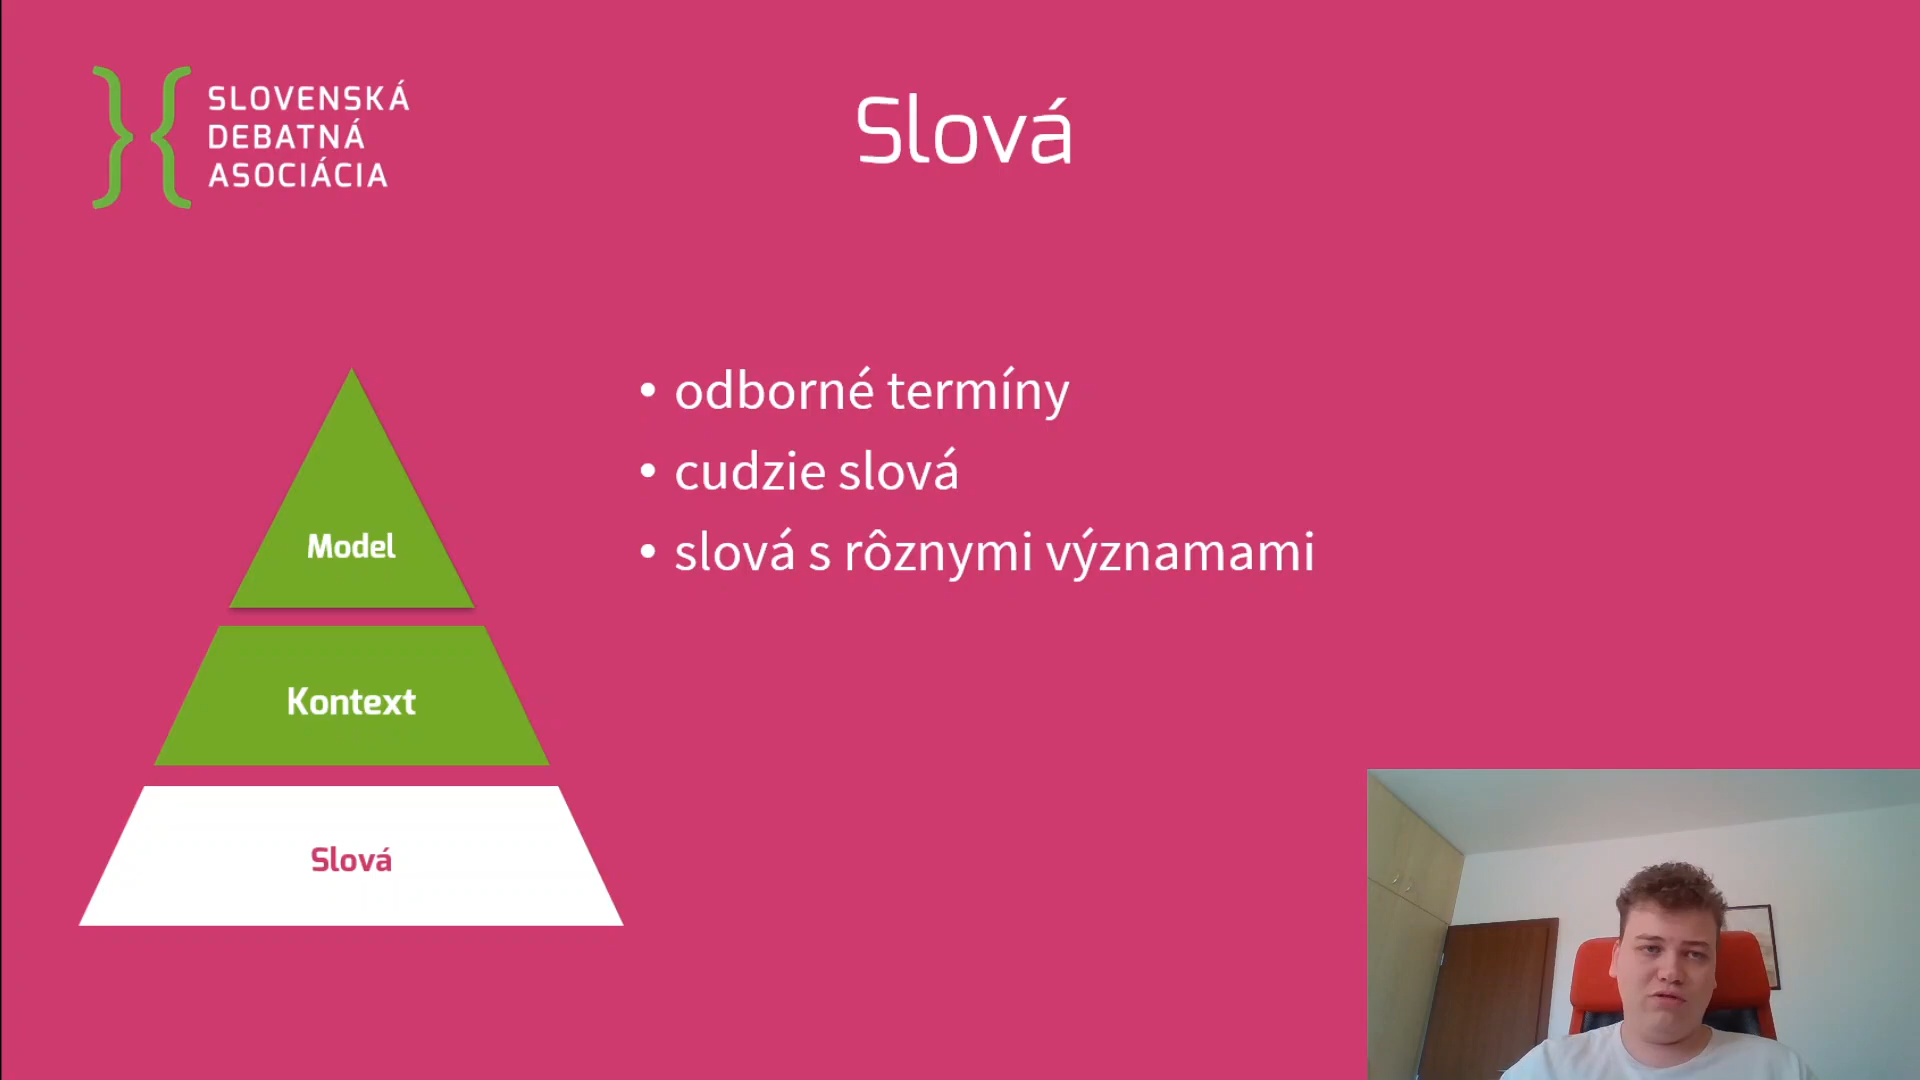 SLOVENSKÁ
DEBATNÁ
ASOCIÁCIA
Slová
• odborné termíny
• cudzie slová
• slová s rôznymi významami
Model
Kontext
Slová